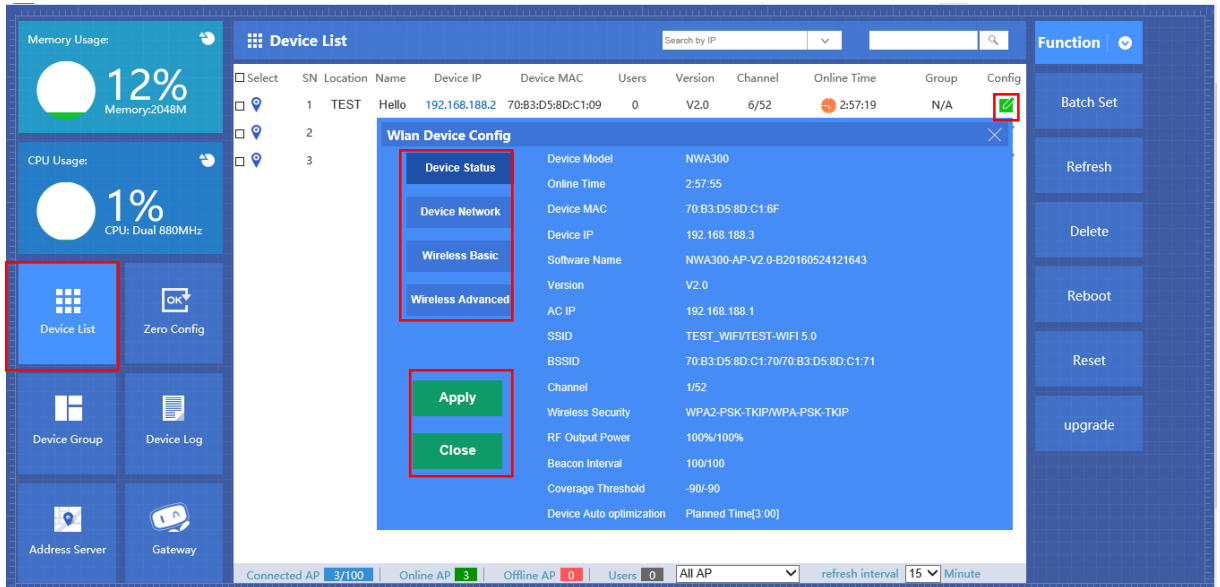 Memory Usage:
12%
Memory:2048M
CPU Usage:
1%
CPU: Dual 880MHz
Device List
Zero Config
OK
Device Group
Device Log
Address Server
Gateway
Device List
Search by IP
Select SN Location Name Device IP Device MAC Users Version Channel Online Time Group Config
1 TEST Hello 192.168.188.2 70:B3:D5:8D:C1:09 0 V2.0 6/52 2:57:19 N/A
2
3
Wlan Device Config
Device Status
Device Network
Wireless Basic
Wireless Advanced
Apply
Close
Device Model NWA300
Online Time 2:57:55
Device MAC 70:B3:D5:8D:C1:6F
Device IP 192.168.188.3
Software Name NWA300-AP-V2.0-B20160524121643
Version V2.0
AC IP 192.168.188.1
SSID TEST_WIFI/TEST-WIFI 5.0
BSSID 70:B3:D5:8D:C1:70/70:B3:D5:8D:C1:71
Channel 1/52
Wireless Security WPA2-PSK-TKIP/WPA-PSK-TKIP
RF Output Power 100%/100%
Beacon Interval 100/100
Coverage Threshold -90/-90
Device Auto optimization Planned Time[3:00]
Connected AP 3/100 Online AP 3 Offline AP 0 Users 0 All AP refresh interval 15 Minute
Function
Batch Set
Refresh
Delete
Reboot
Reset
upgrade